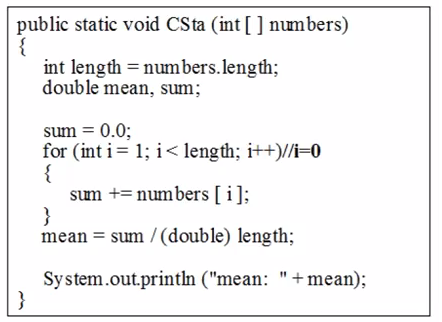 public static void CSta (int [ ] numbers)
{
int length = numbers.length;
double mean, sum;
sum = 0.0;
for (int i = 1; i < length; i++)//i=0
{
sum += numbers [ i ];
}
mean = sum / (double) length;
System.out.println ("mean:  " + mean);
}